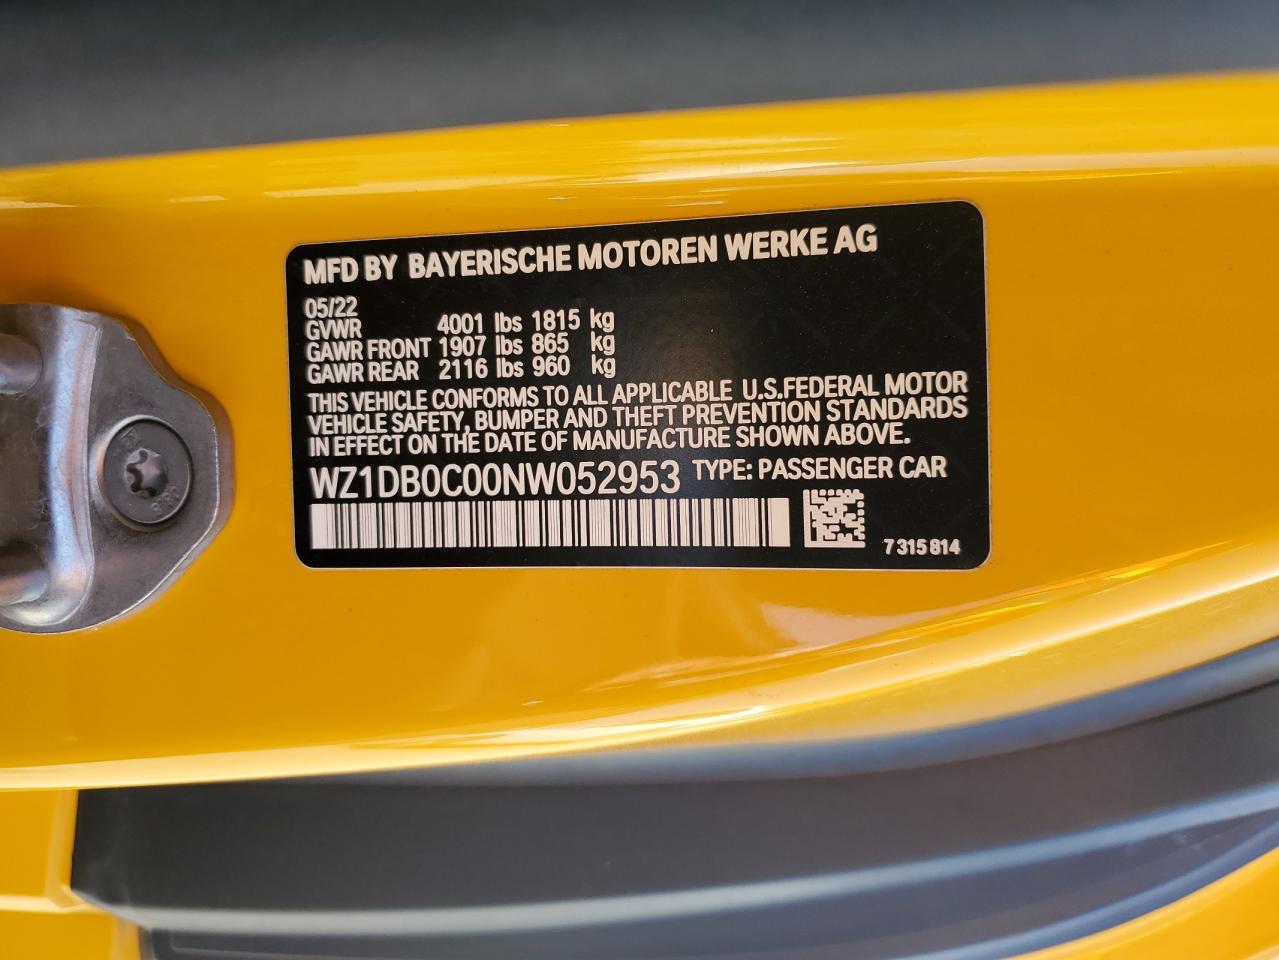 MFD BY BAYERISCHE MOTOREN WERKE AG
05/22
GVWR 4001 lbs 1815 kg
GAWR FRONT 1907 lbs 865 kg
GAWR REAR 2116 lbs 960 kg
THIS VEHICLE CONFORMS TO ALL APPLICABLE U.S.FEDERAL MOTOR
VEHICLE SAFETY, BUMPER AND THEFT PREVENTION STANDARDS
IN EFFECT ON THE DATE OF MANUFACTURE SHOWN ABOVE.
WZ1DB0C00NW052953 TYPE: PASSENGER CAR
7 315 814